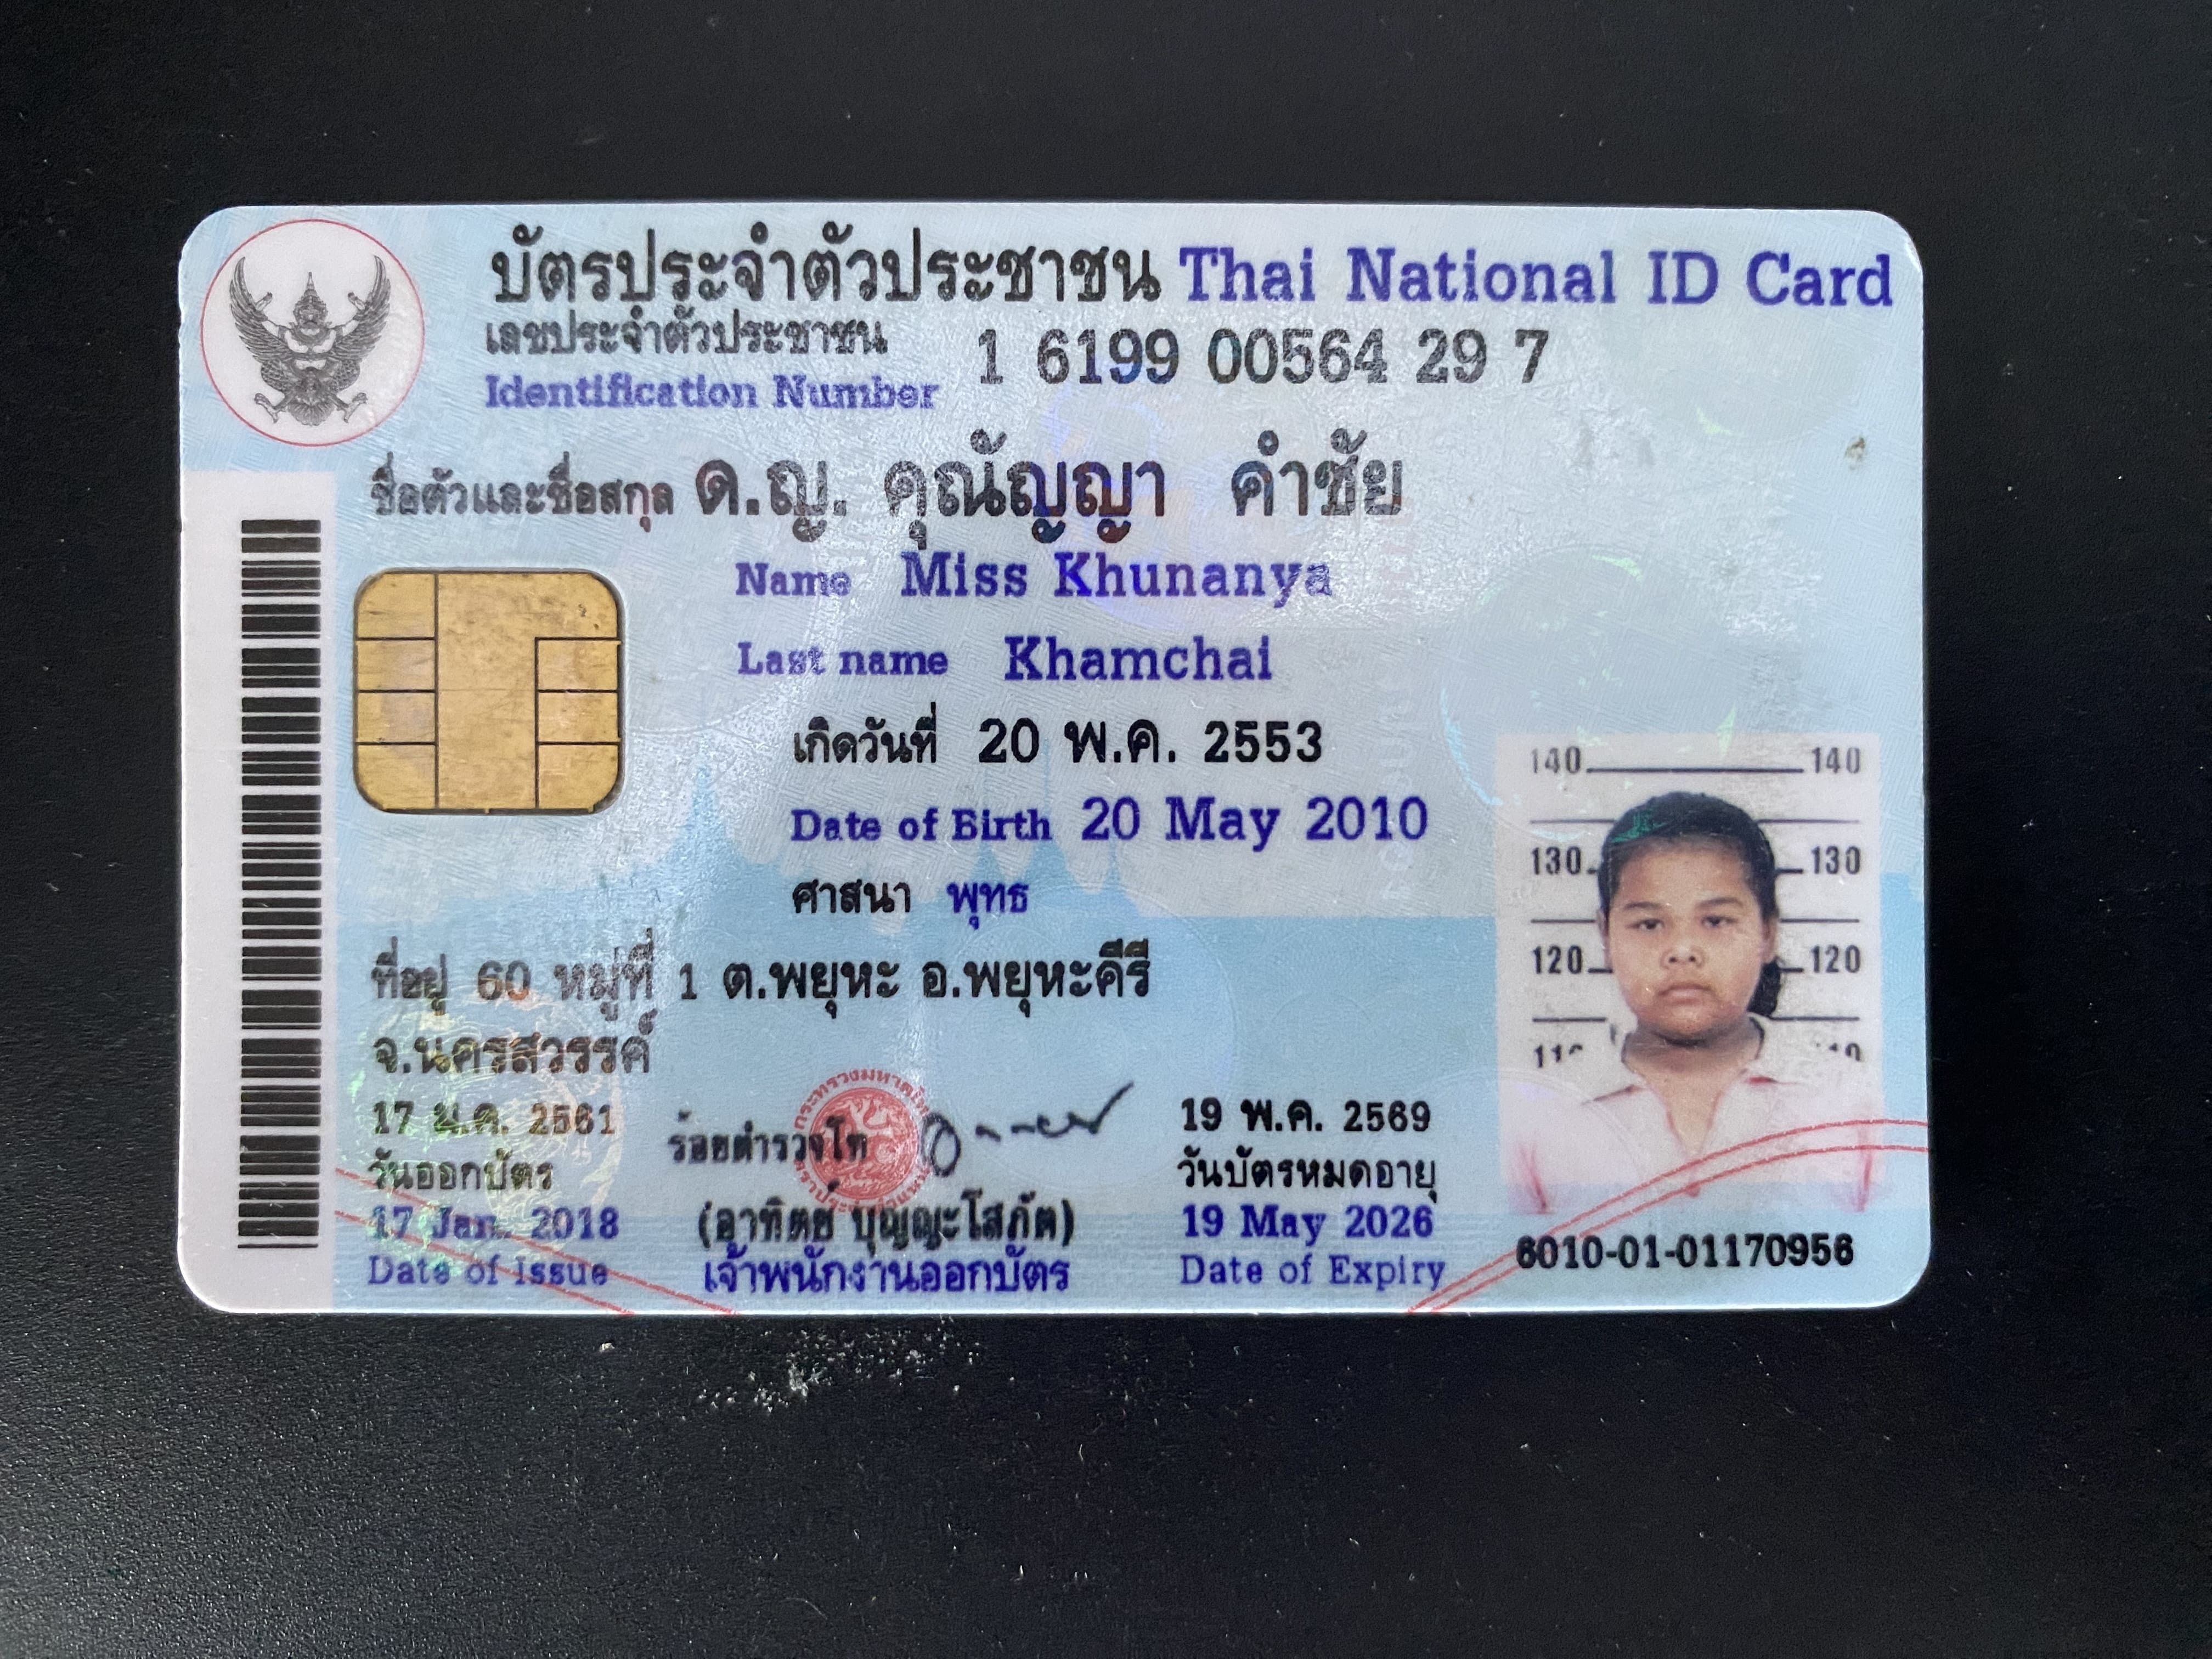 บัตรประจำตัวประชาชน Thai National ID Card
เลขประจำตัวประชาชน
Identification Number
1 6199 00564 29 7
ชื่อตัวและชื่อสกุล ด.ญ. คุณัญญา คำชัย
Name Miss Khunanya
Last name Khamchai
เกิดวันที่ 20 พ.ค. 2553
Date of Birth 20 May 2010
ศาสนา พุทธ
ที่อยู่ 60 หมู่ที่ 1 ต.พยุหะ อ.พยุหะคีรี
จ.นครสวรรค์
17 ม.ค. 2561
วันออกบัตร
17 Jan. 2018
Date of Issue
ร้อยตำรวจโท
(อาทิตย์ บุญญะโสภัต)
เจ้าพนักงานออกบัตร
19 พ.ค. 2569
วันบัตรหมดอายุ
19 May 2026
Date of Expiry
140 140
130 130
120 120
6010-01-01170956